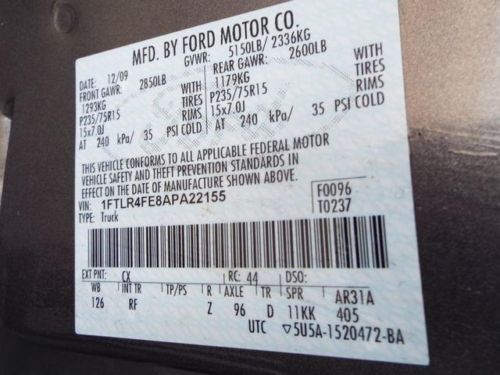 MFD. BY FORD MOTOR CO.
DATE: 12/09 GVWR: 5150LB/ 2336KG
FRONT GAWR: 2850LB REAR GAWR: 2600LB
1293KG 1179KG
P235/75R15 TIRES P235/75R15 TIRES
15x7.0J RIMS 15x7.0J RIMS
AT 240 kPa/ 35 PSI COLD AT 240 kPa/ 35 PSI COLD
THIS VEHICLE CONFORMS TO ALL APPLICABLE FEDERAL MOTOR
VEHICLE SAFETY AND THEFT PREVENTION STANDARDS IN
EFFECT ON THE DATE OF MANUFACTURE SHOWN ABOVE.
VIN: 1FTLR4FE8APA22155 F0096
TYPE: Truck T0237
EXT PNT: CX RC: 44 DSO:
WB INT TR TP/PS R AXLE TR SPR AR31A
126 RF Z 96 D 11KK 405
UTC ▽5U5A-1520472-BA